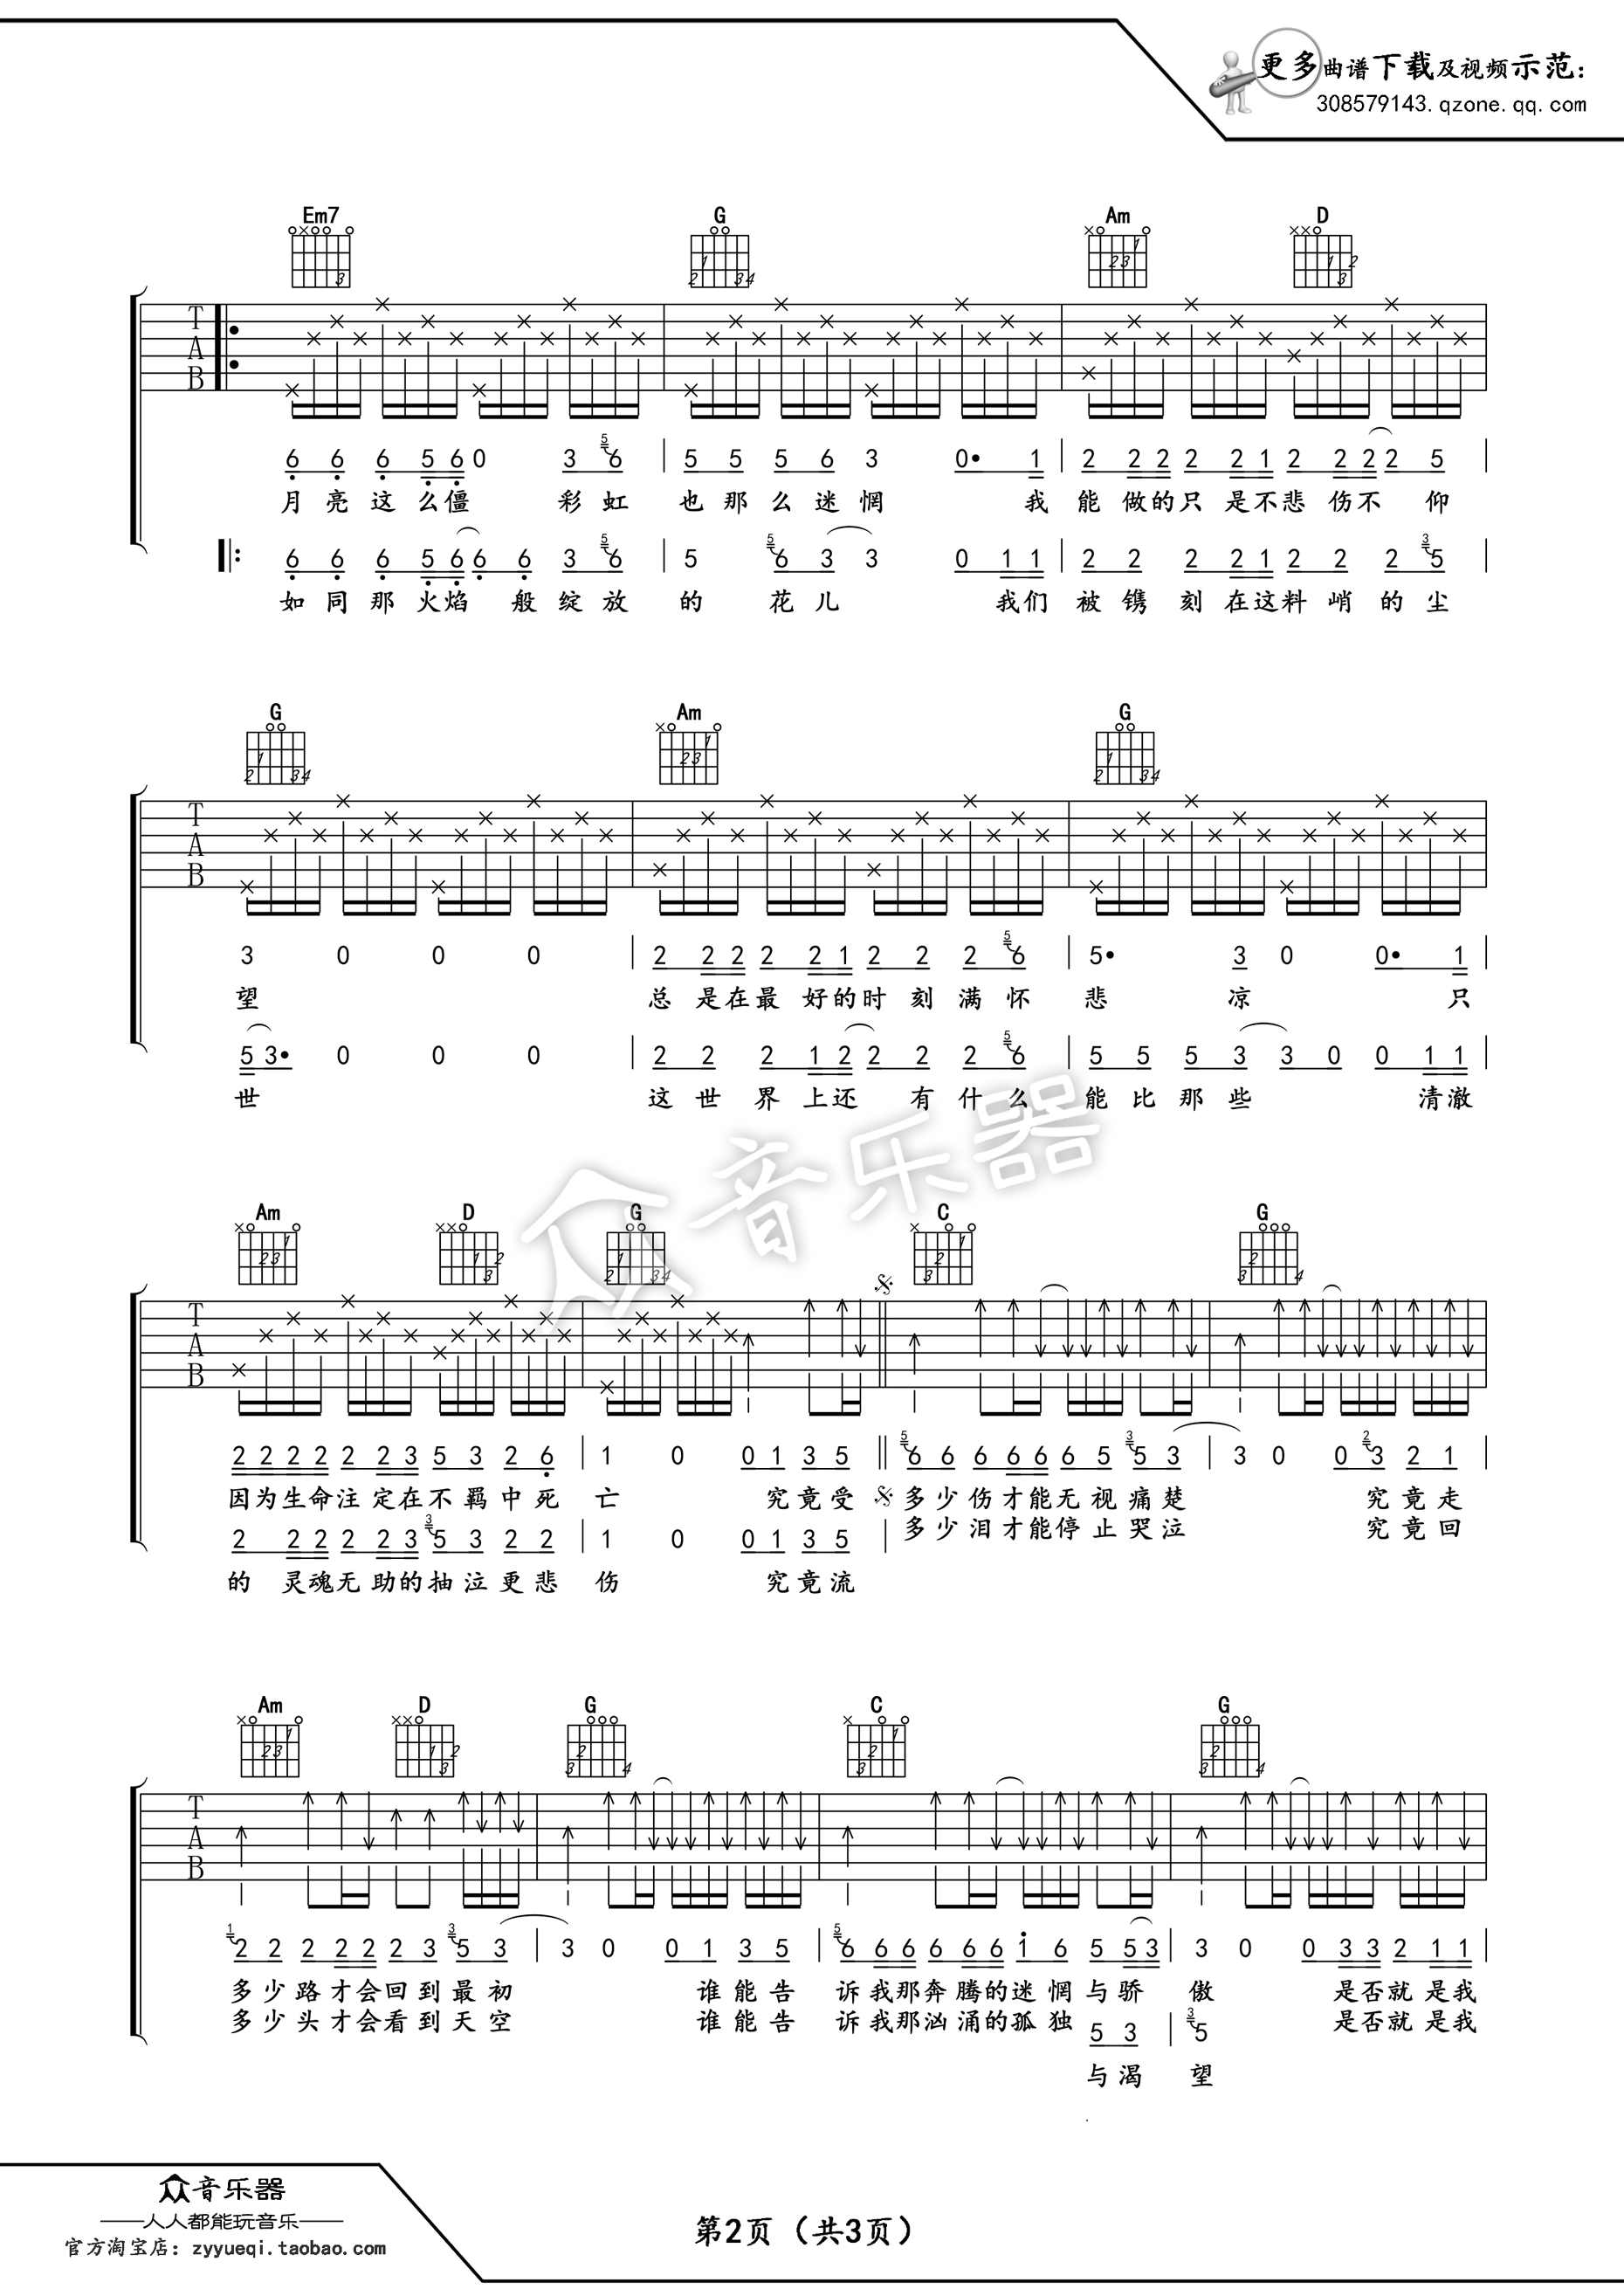 更多曲谱下载及视频示范：
308579143.qzone.qq.com
Em7 G Am D
T
A
B
6 6 6 5 6 0 3 5 6 5 5 5 6 3 0• 1 2 2 2 2 2 1 2 2 2 2 5
月亮这么僵 彩虹 也那么迷惘 我 能做的只是不悲伤不仰
6 6 6 5 6 6 6 3 5 6 5 5 6 3 3 0 1 1 2 2 2 2 1 2 2 2 3 5
如同那火焰般绽放 的花儿 我们 被镌刻在这料峭的尘
G Am G
T
A
B
3 0 0 0 2 2 2 2 2 1 2 2 2 5 6 5• 3 0 0• 1
望 总是在最好的时刻满怀 悲凉 只
5 3• 0 0 0 2 2 2 1 2 2 2 2 5 6 5 5 5 3 3 0 0 1 1
世 这世界上还有什么 能比那些 清澈
众音乐器
Am D G C G
T
A
B
2 2 2 2 2 2 3 5 3 2 6 1 0 0 1 3 5 5 6 6 6 6 6 6 5 3 5 3 3 0 0 2 3 2 1
因为生命注定在不羁中死 亡 究竟受 多少伤才能无视痛楚 究竟走
多少泪才能停止哭泣 究竟回
2 2 2 2 2 3 3 5 3 2 2 1 0 0 1 3 5
的灵魂无助的抽泣更悲 伤 究竟流
Am D G C G
T
A
B
1 2 2 2 2 2 2 3 3 5 3 3 0 0 1 3 5 5 6 6 6 6 6 6 1 6 5 5 3 3 0 0 3 3 2 1 1
多少路才会回到最初 谁能告 诉我那奔腾的迷惘与骄 傲 是否就是我
多少头才会看到天空 谁能告 诉我那汹涌的孤独 是否就是我
5 3 3 5
与渴 望
众音乐器
人人都能玩音乐
官方淘宝店：zyyueqi.taobao.com
第2页（共3页）